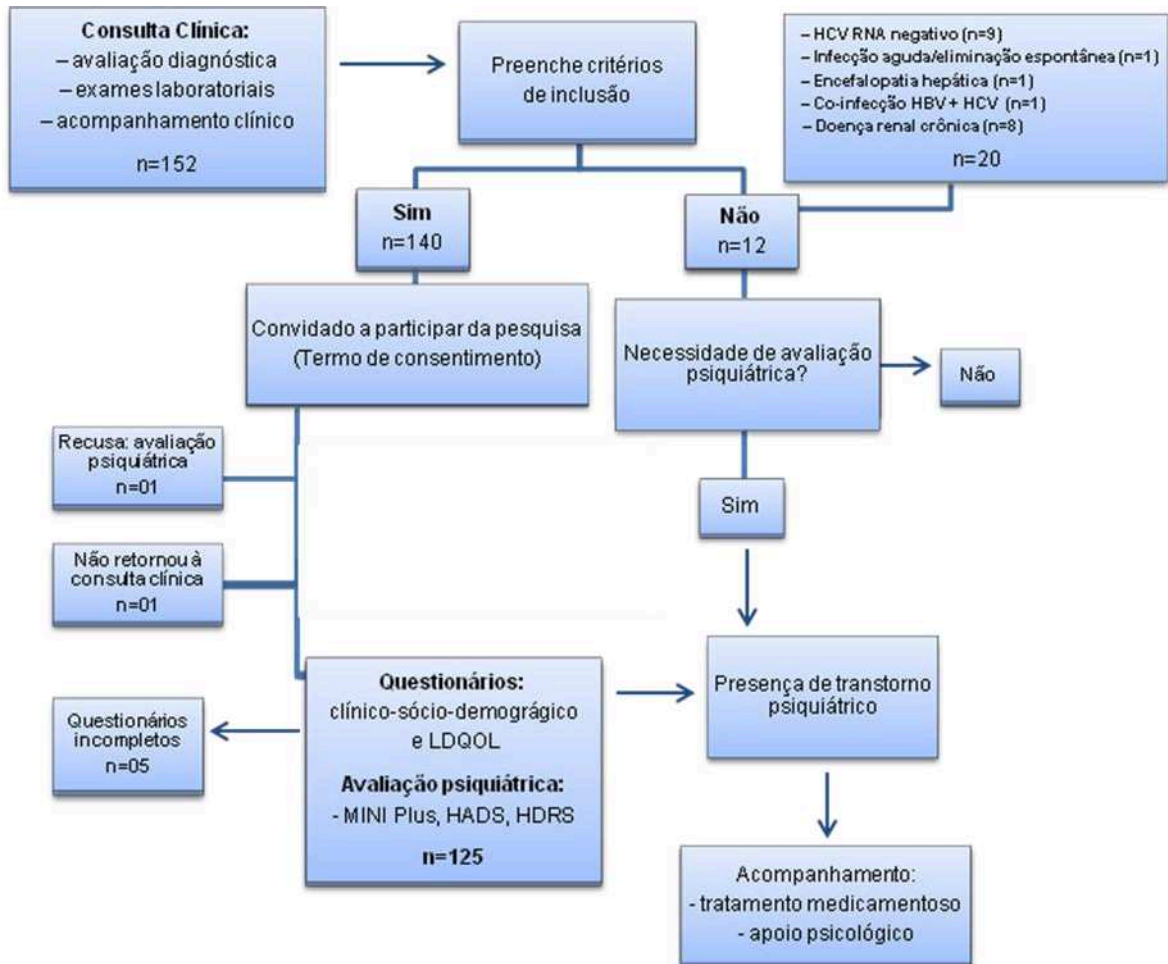 Consulta Clínica:
– avaliação diagnóstica
– exames laboratoriais
– acompanhamento clínico
n=152
Preenche critérios
de inclusão
– HCV RNA negativo (n=9)
– Infecção aguda/eliminação espontânea (n=1)
– Encefalopatia hepática (n=1)
– Co-infecção HBV + HCV (n=1)
– Doença renal crônica (n=8)
n=20
Sim
n=140
Não
n=12
Convidado a participar da pesquisa
(Termo de consentimento)
Necessidade de avaliação
psiquiátrica?
Não
Recusa: avaliação
psiquiátrica
n=01
Sim
Não retornou à
consulta clínica
n=01
Questionários:
clínico-sócio-demográgico
e LDQOL
Avaliação psiquiátrica:
- MINI Plus, HADS, HDRS
n=125
Presença de transtorno
psiquiátrico
Questionários
incompletos
n=05
Acompanhamento:
- tratamento medicamentoso
- apoio psicológico